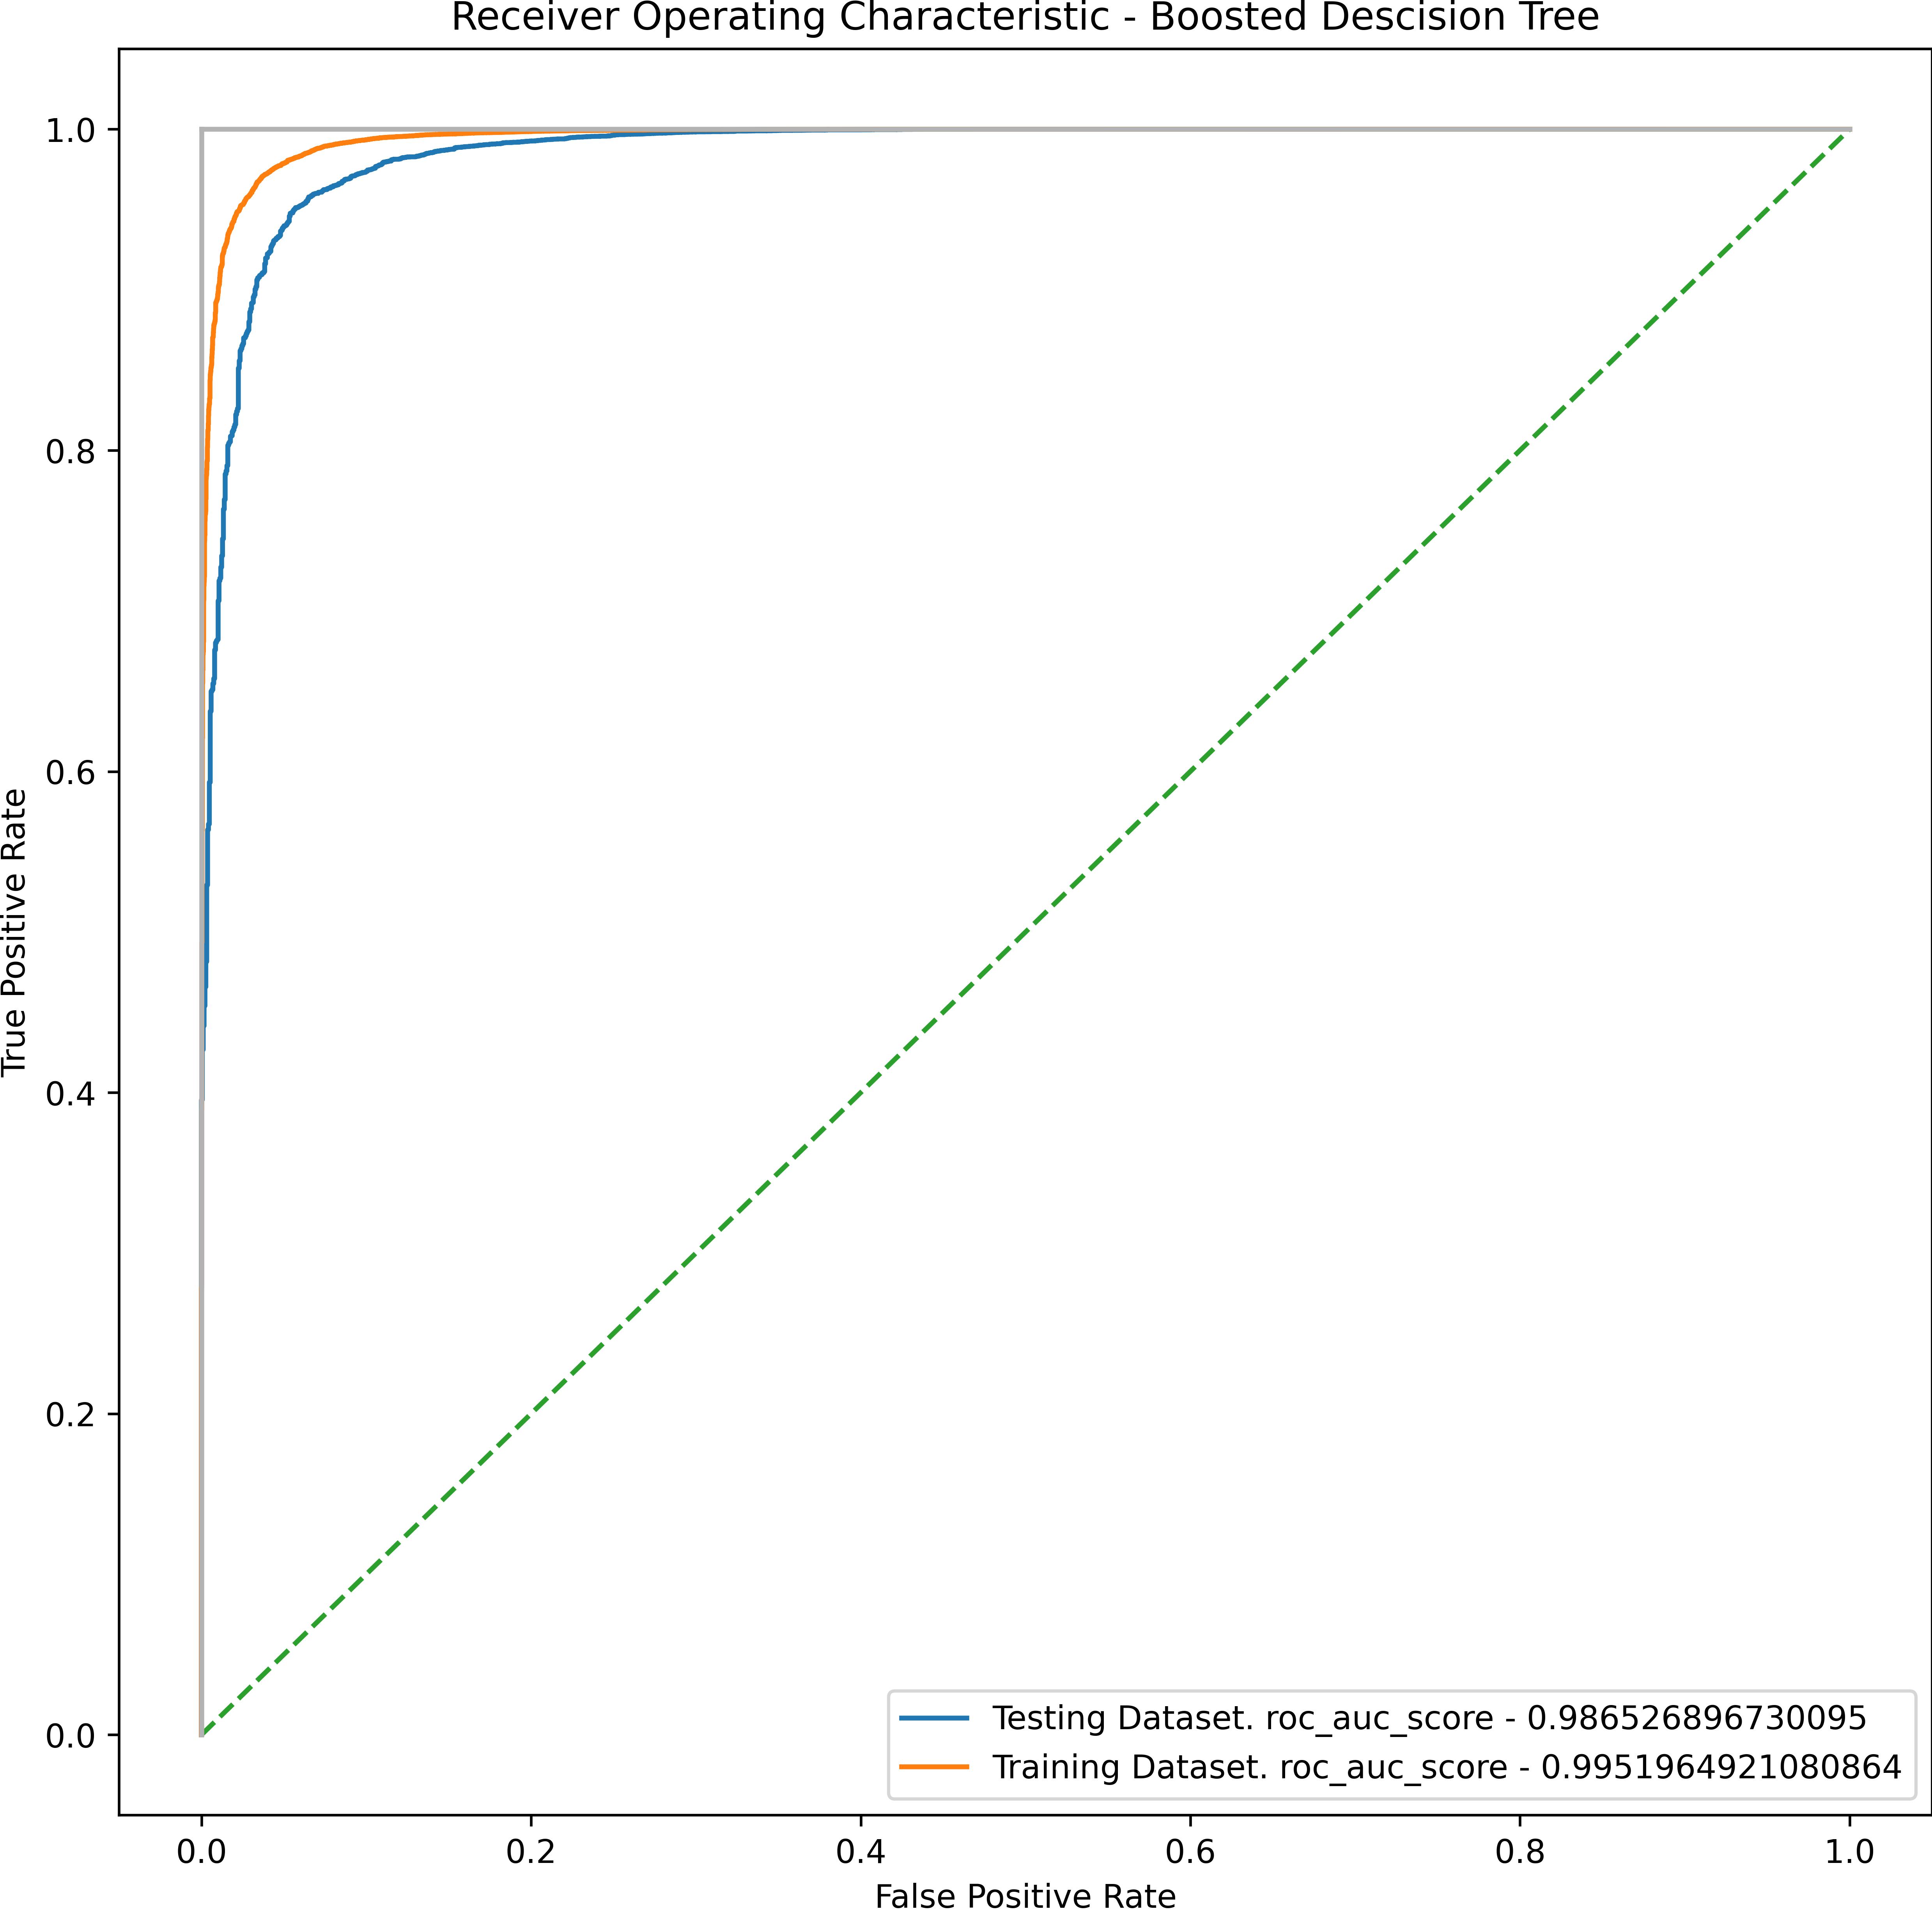 Receiver Operating Characteristic - Boosted Descision Tree
True Positive Rate
1.0
0.8
0.6
0.4
0.2
0.0
Testing Dataset. roc_auc_score - 0.986526896730095
Training Dataset. roc_auc_score - 0.9951964921080864
0.0 0.2 0.4 0.6 0.8 1.0
False Positive Rate